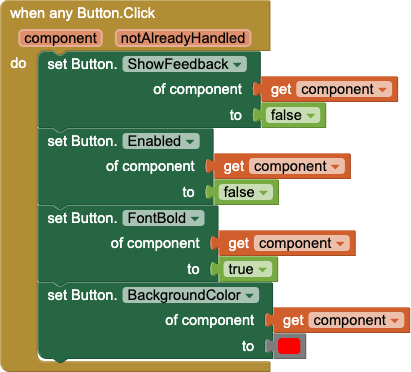 when any Button.Click
component notAlreadyHandled
do set Button. ShowFeedback
of component get component
to false
set Button. Enabled
of component get component
to false
set Button. FontBold
of component get component
to true
set Button. BackgroundColor
of component get component
to